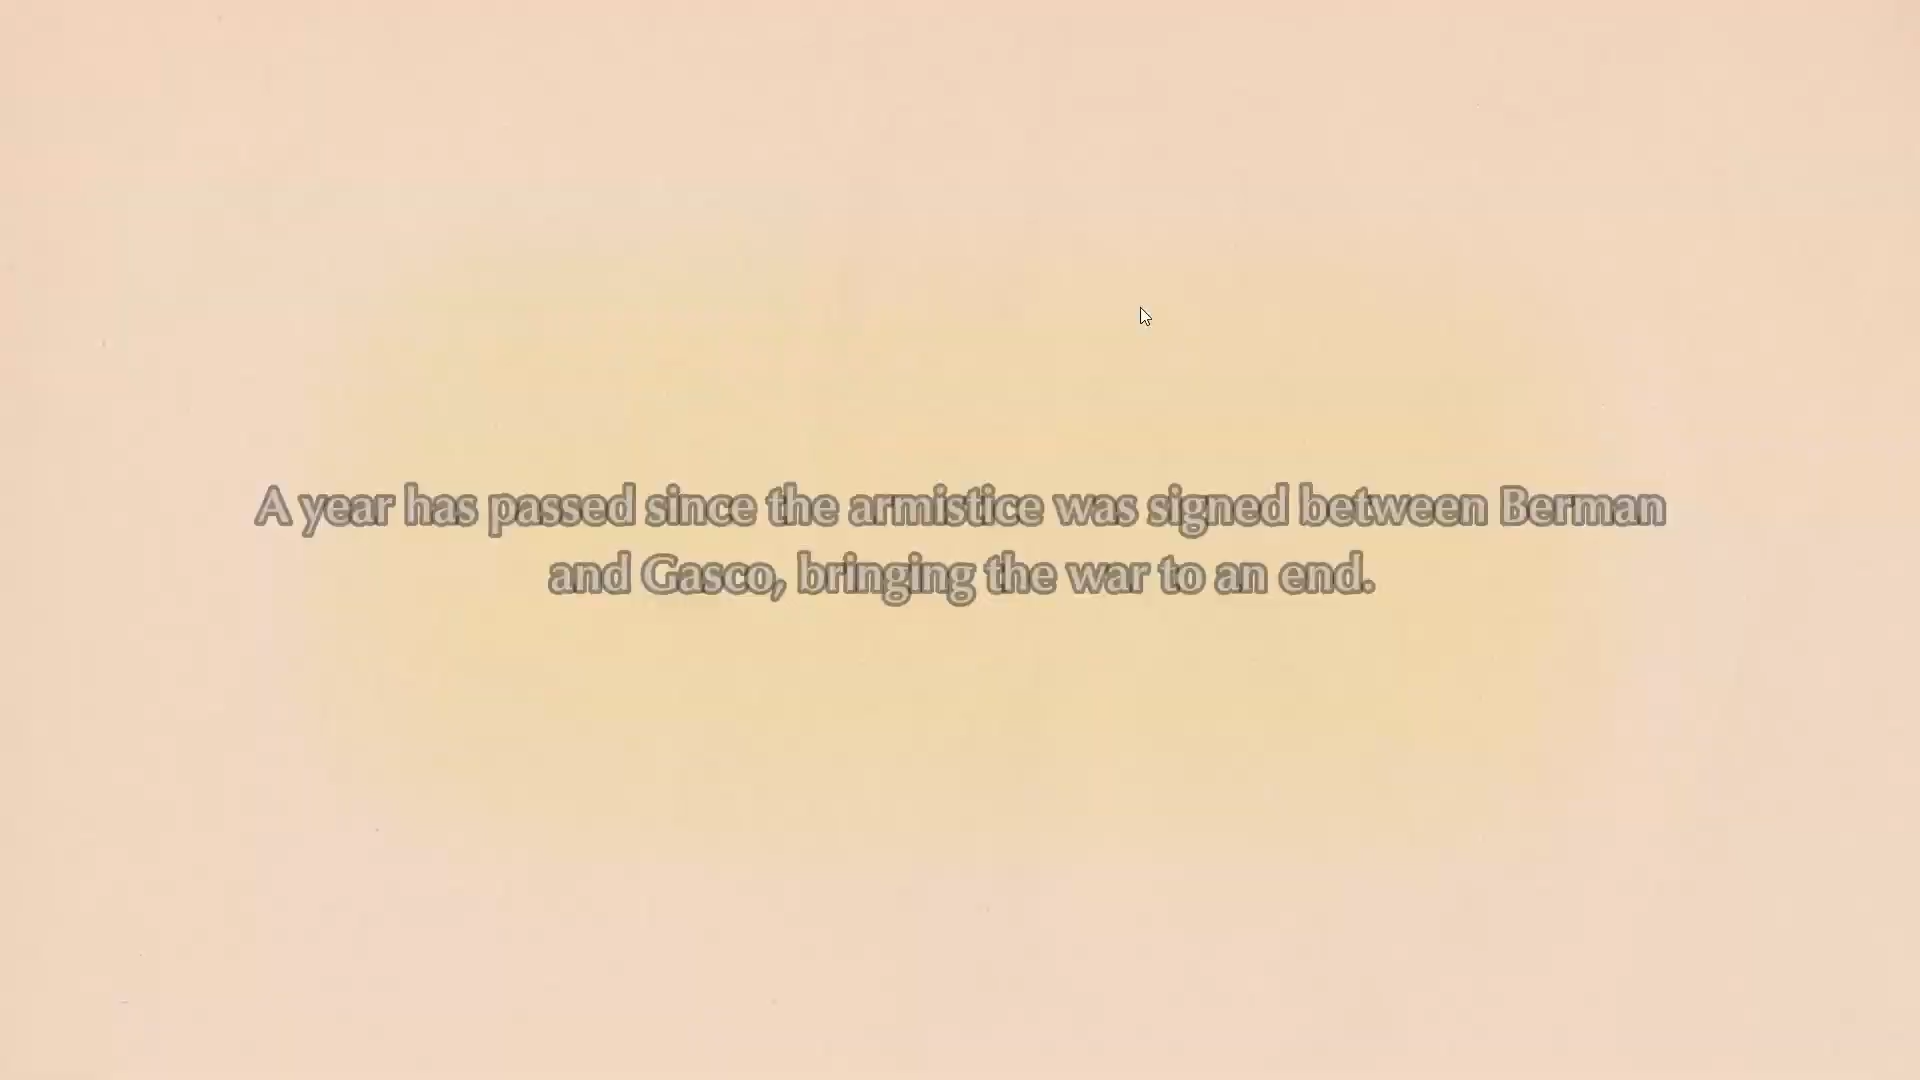 A year has passed since the armistice was signed between Berman
and Gasco, bringing the war to an end.